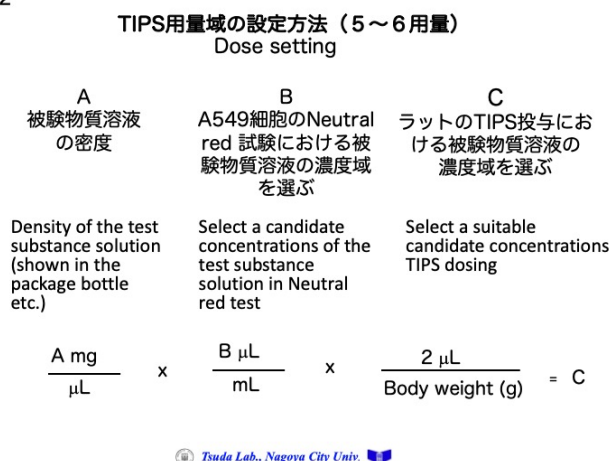 2
TIPS用量域の設定方法（５～６用量）
Dose setting
A
被験物質溶液
の密度
B
A549細胞のNeutral
red 試験における被
験物質溶液の濃度域
を選ぶ
C
ラットのTIPS投与にお
ける被験物質溶液の
濃度域を選ぶ
Density of the test
substance solution
(shown in the
package bottle
etc.)
Select a candidate
concentrations of the
test substance
solution in Neutral
red test
Select a suitable
candidate concentrations
TIPS dosing
A mg
μL
x
B μL
mL
x
2 μL
Body weight (g)
= C
Tsuda Lab., Nagoya City Univ.